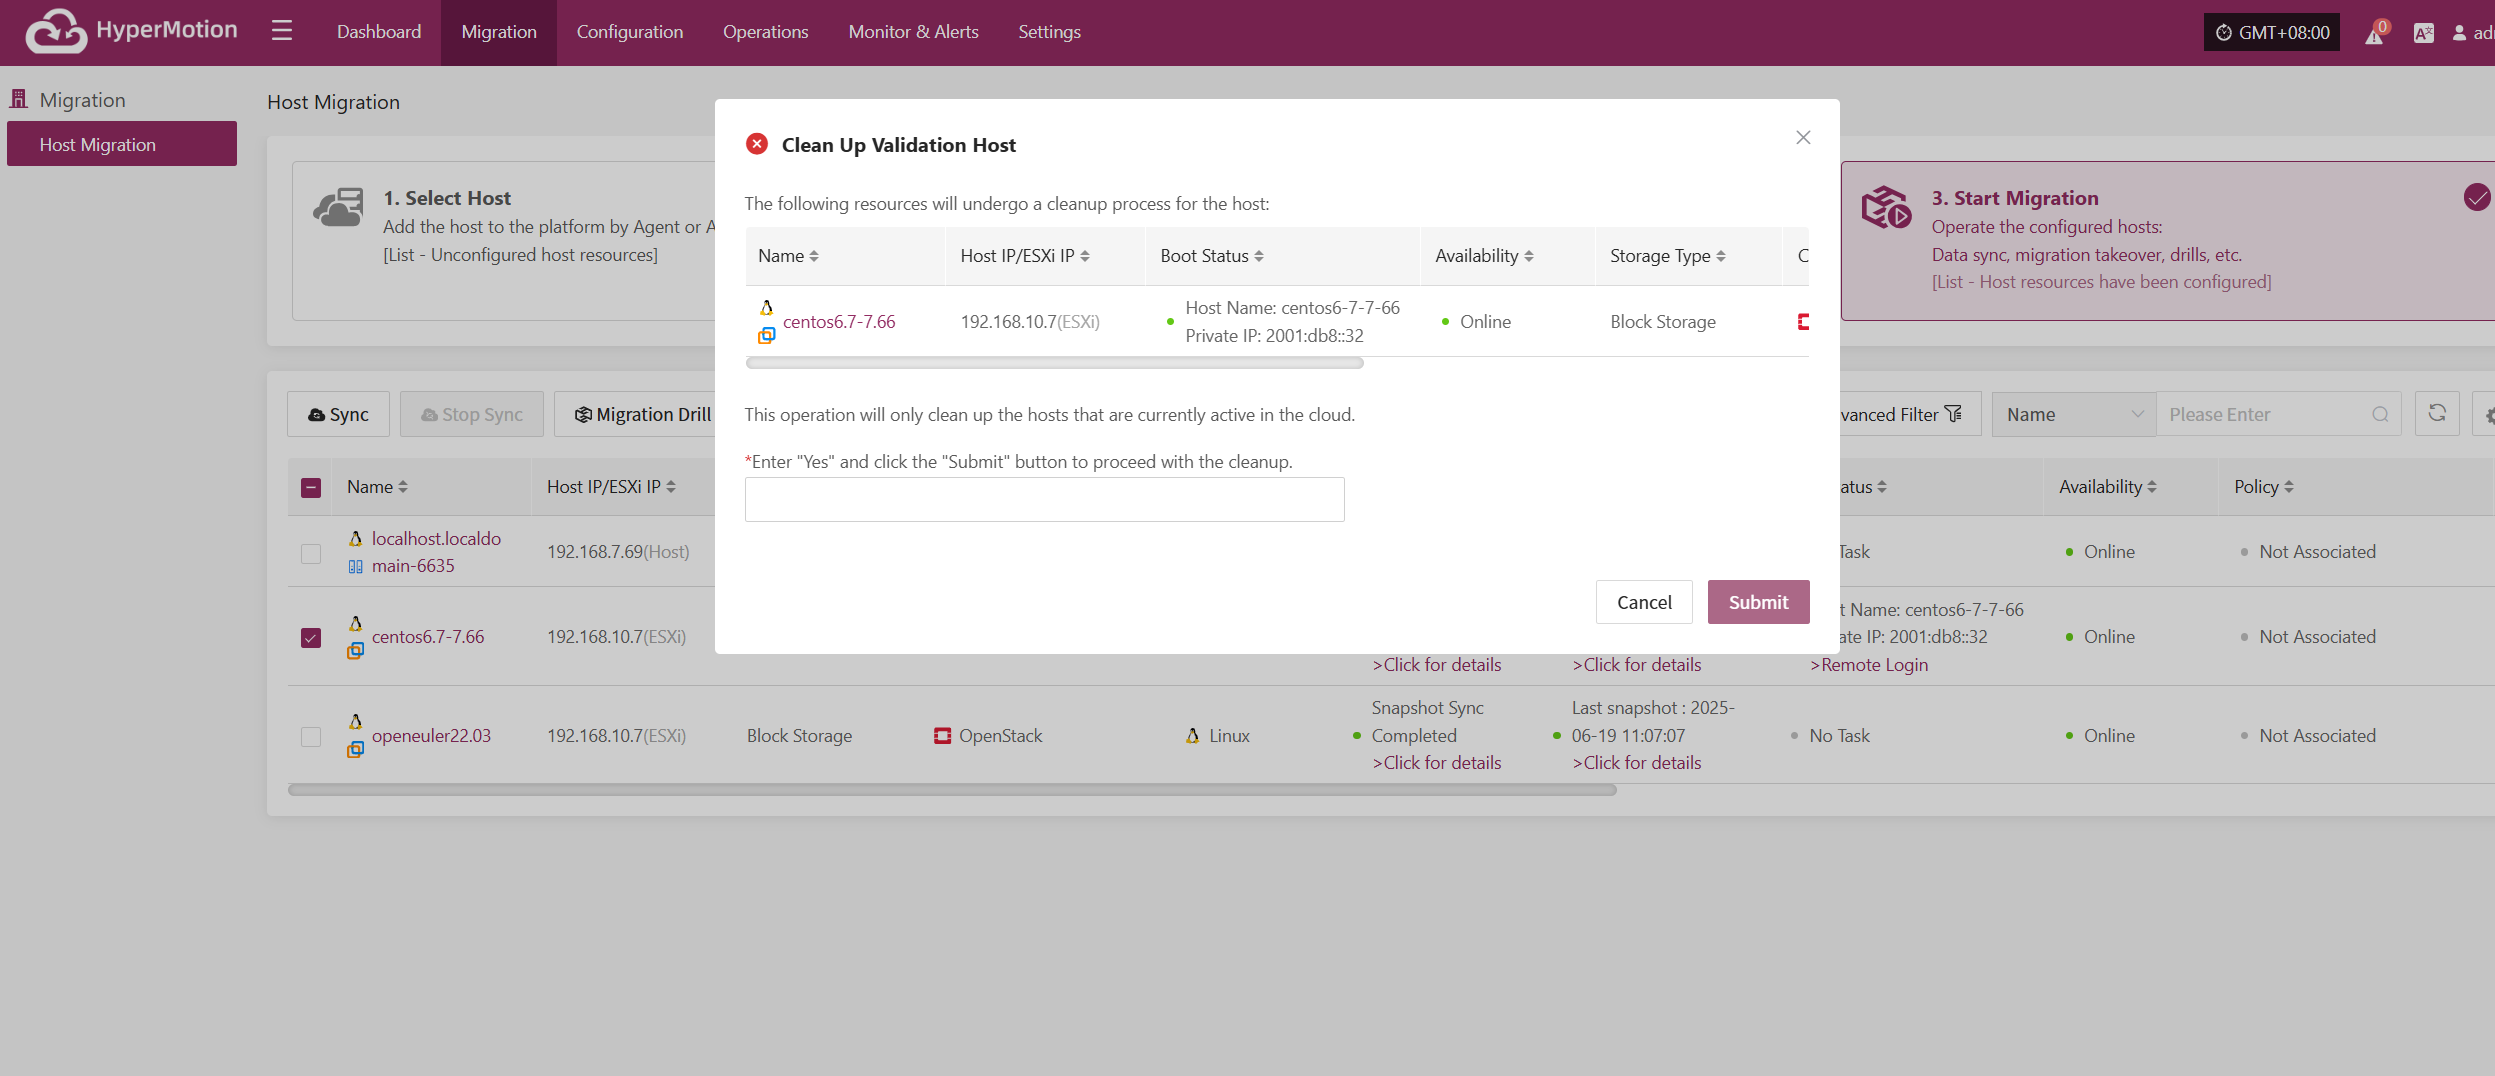 HyperMotion
Dashboard
Migration
Configuration
Operations
Monitor & Alerts
Settings
GMT+08:00
0
Migration
Host Migration
Host Migration
1. Select Host
Add the host to the platform by Agent or A
[List - Unconfigured host resources]
3. Start Migration
Operate the configured hosts:
Data sync, migration takeover, drills, etc.
[List - Host resources have been configured]
Clean Up Validation Host
The following resources will undergo a cleanup process for the host:
Name Host IP/ESXi IP Boot Status Availability Storage Type
centos6.7-7.66 192.168.10.7(ESXi) Host Name: centos6-7-7-66 Online Block Storage
Private IP: 2001:db8::32
This operation will only clean up the hosts that are currently active in the cloud.
*Enter "Yes" and click the "Submit" button to proceed with the cleanup.
Cancel
Submit
Sync
Stop Sync
Migration Drill
vanced Filter
Name
Please Enter
Name Host IP/ESXi IP atus Availability Policy
localhost.localdo
main-6635
192.168.7.69(Host)
Task
Online
Not Associated
centos6.7-7.66
192.168.10.7(ESXi)
>Click for details
>Click for details
t Name: centos6-7-7-66
ate IP: 2001:db8::32
>Remote Login
Online
Not Associated
openeuler22.03
192.168.10.7(ESXi)
Block Storage
OpenStack
Linux
Snapshot Sync
Completed
>Click for details
Last snapshot : 2025-
06-19 11:07:07
>Click for details
No Task
Online
Not Associated